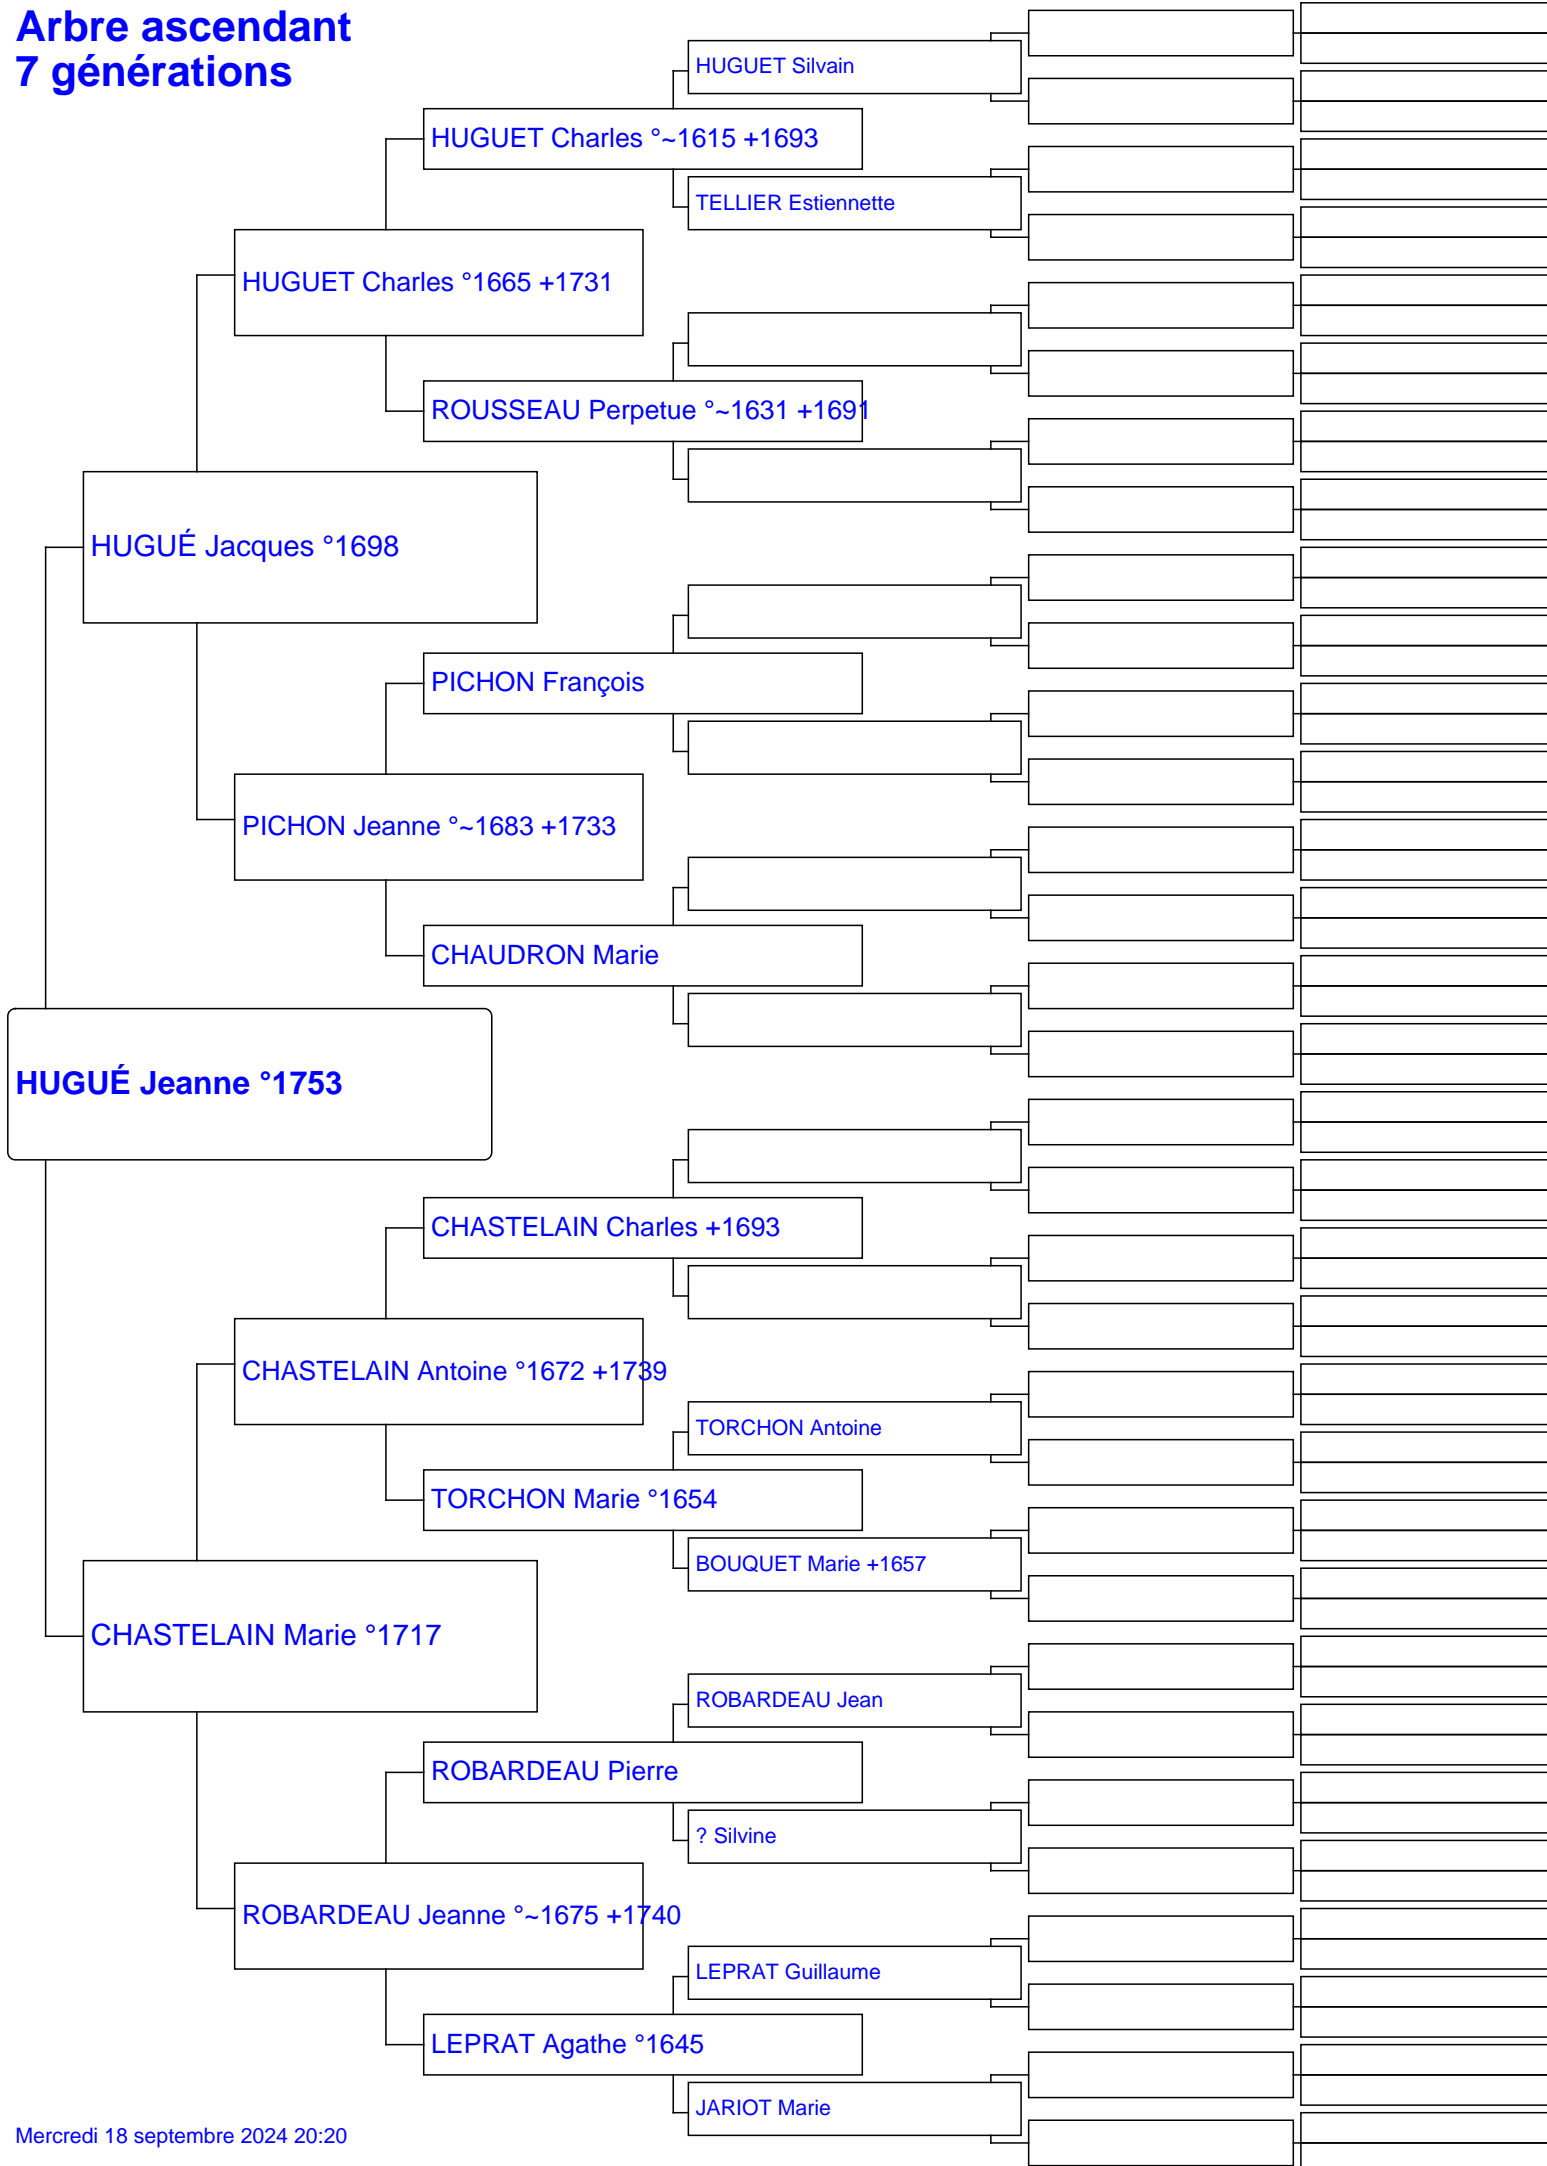 Arbre ascendant
7 générations
HUGUET Silvain
HUGUET Charles °~1615 +1693
TELLIER Estiennette
HUGUET Charles °1665 +1731
ROUSSEAU Perpetue °~1631 +1691
HUGUÉ Jacques °1698
PICHON François
PICHON Jeanne °~1683 +1733
CHAUDRON Marie
HUGUÉ Jeanne °1753
CHASTELAIN Charles +1693
CHASTELAIN Antoine °1672 +1739
TORCHON Antoine
TORCHON Marie °1654
BOUQUET Marie +1657
CHASTELAIN Marie °1717
ROBARDEAU Jean
ROBARDEAU Pierre
? Silvine
ROBARDEAU Jeanne °~1675 +1740
LEPRAT Guillaume
LEPRAT Agathe °1645
JARIOT Marie
Mercredi 18 septembre 2024 20:20